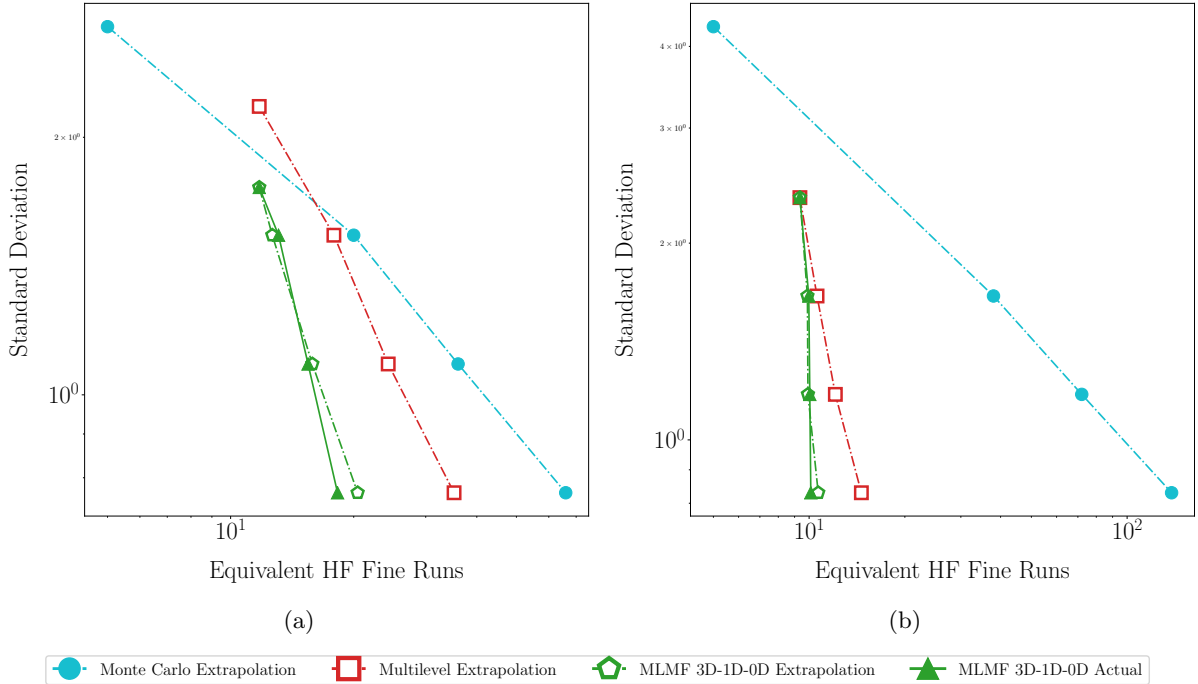 Standard Deviation
2 × 10⁰
10⁰
10¹
Equivalent HF Fine Runs
(a)
Standard Deviation
4 × 10⁰
3 × 10⁰
2 × 10⁰
10⁰
10¹ 10²
Equivalent HF Fine Runs
(b)
Monte Carlo Extrapolation Multilevel Extrapolation MLMF 3D-1D-0D Extrapolation MLMF 3D-1D-0D Actual